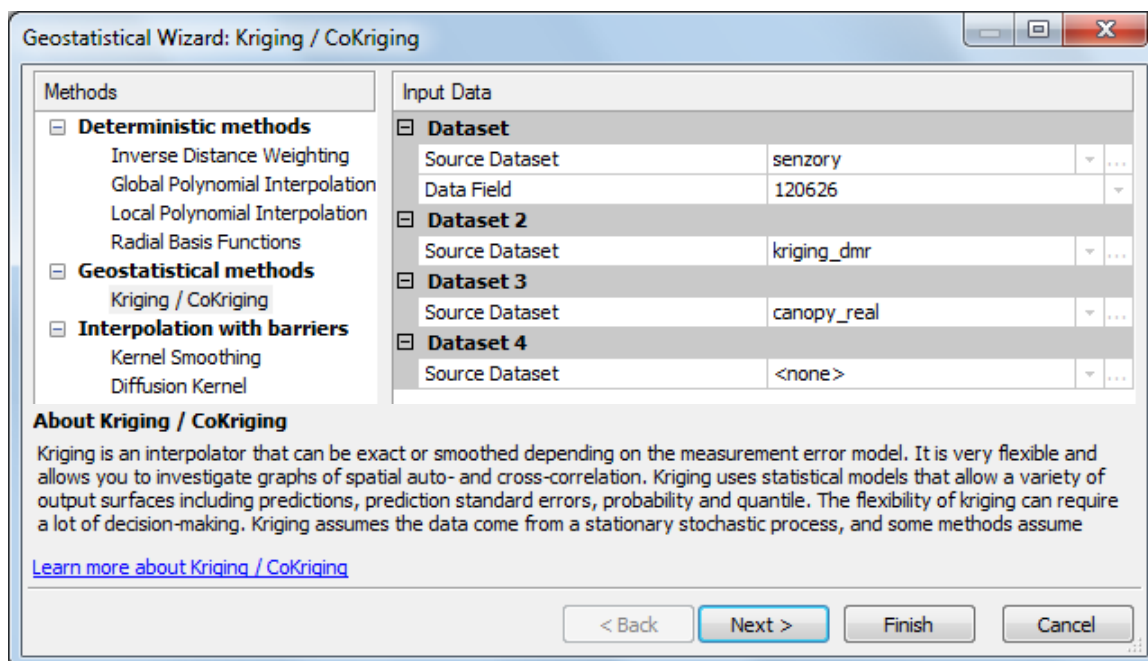 Geostatistical Wizard: Kriging / CoKriging
Methods
Deterministic methods
Inverse Distance Weighting
Global Polynomial Interpolation
Local Polynomial Interpolation
Radial Basis Functions
Geostatistical methods
Kriging / CoKriging
Interpolation with barriers
Kernel Smoothing
Diffusion Kernel
Input Data
Dataset
Source Dataset senzory ...
Data Field 120626
Dataset 2
Source Dataset kriging_dmr ...
Dataset 3
Source Dataset canopy_real ...
Dataset 4
Source Dataset <none> ...
About Kriging / CoKriging
Kriging is an interpolator that can be exact or smoothed depending on the measurement error model. It is very flexible and
allows you to investigate graphs of spatial auto- and cross-correlation. Kriging uses statistical models that allow a variety of
output surfaces including predictions, prediction standard errors, probability and quantile. The flexibility of kriging can require
a lot of decision-making. Kriging assumes the data come from a stationary stochastic process, and some methods assume
Learn more about Kriging / CoKriging
< Back Next > Finish Cancel